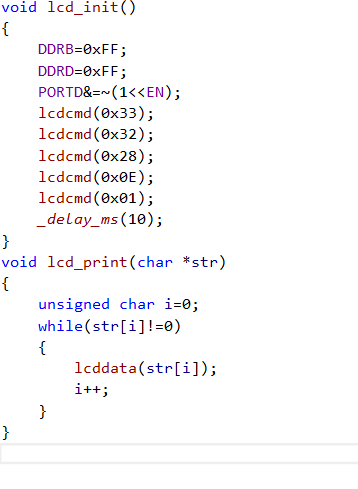 void lcd_init()
{
    DDRB=0xFF;
    DDRD=0xFF;
    PORTD&=~(1<<EN);
    lcdcmd(0x33);
    lcdcmd(0x32);
    lcdcmd(0x28);
    lcdcmd(0x0E);
    lcdcmd(0x01);
    _delay_ms(10);
}
void lcd_print(char *str)
{
    unsigned char i=0;
    while(str[i]!=0)
    {
        lcddata(str[i]);
        i++;
    }
}